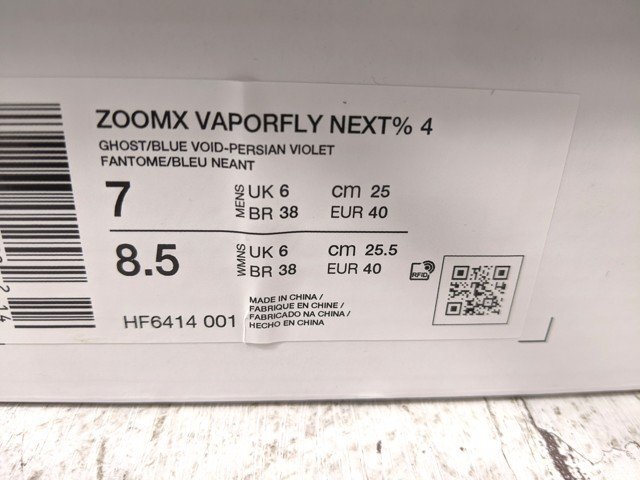 ZOOMX VAPORFLY NEXT% 4
GHOST/BLUE VOID-PERSIAN VIOLET
FANTOME/BLEU NEANT
7 MENS UK 6 cm 25
BR 38 EUR 40
8.5 WMNS UK 6 cm 25.5
BR 38 EUR 40
RFID
MADE IN CHINA /
FABRIQUE EN CHINE /
FABRICADO NA CHINA /
HECHO EN CHINA
HF6414 001